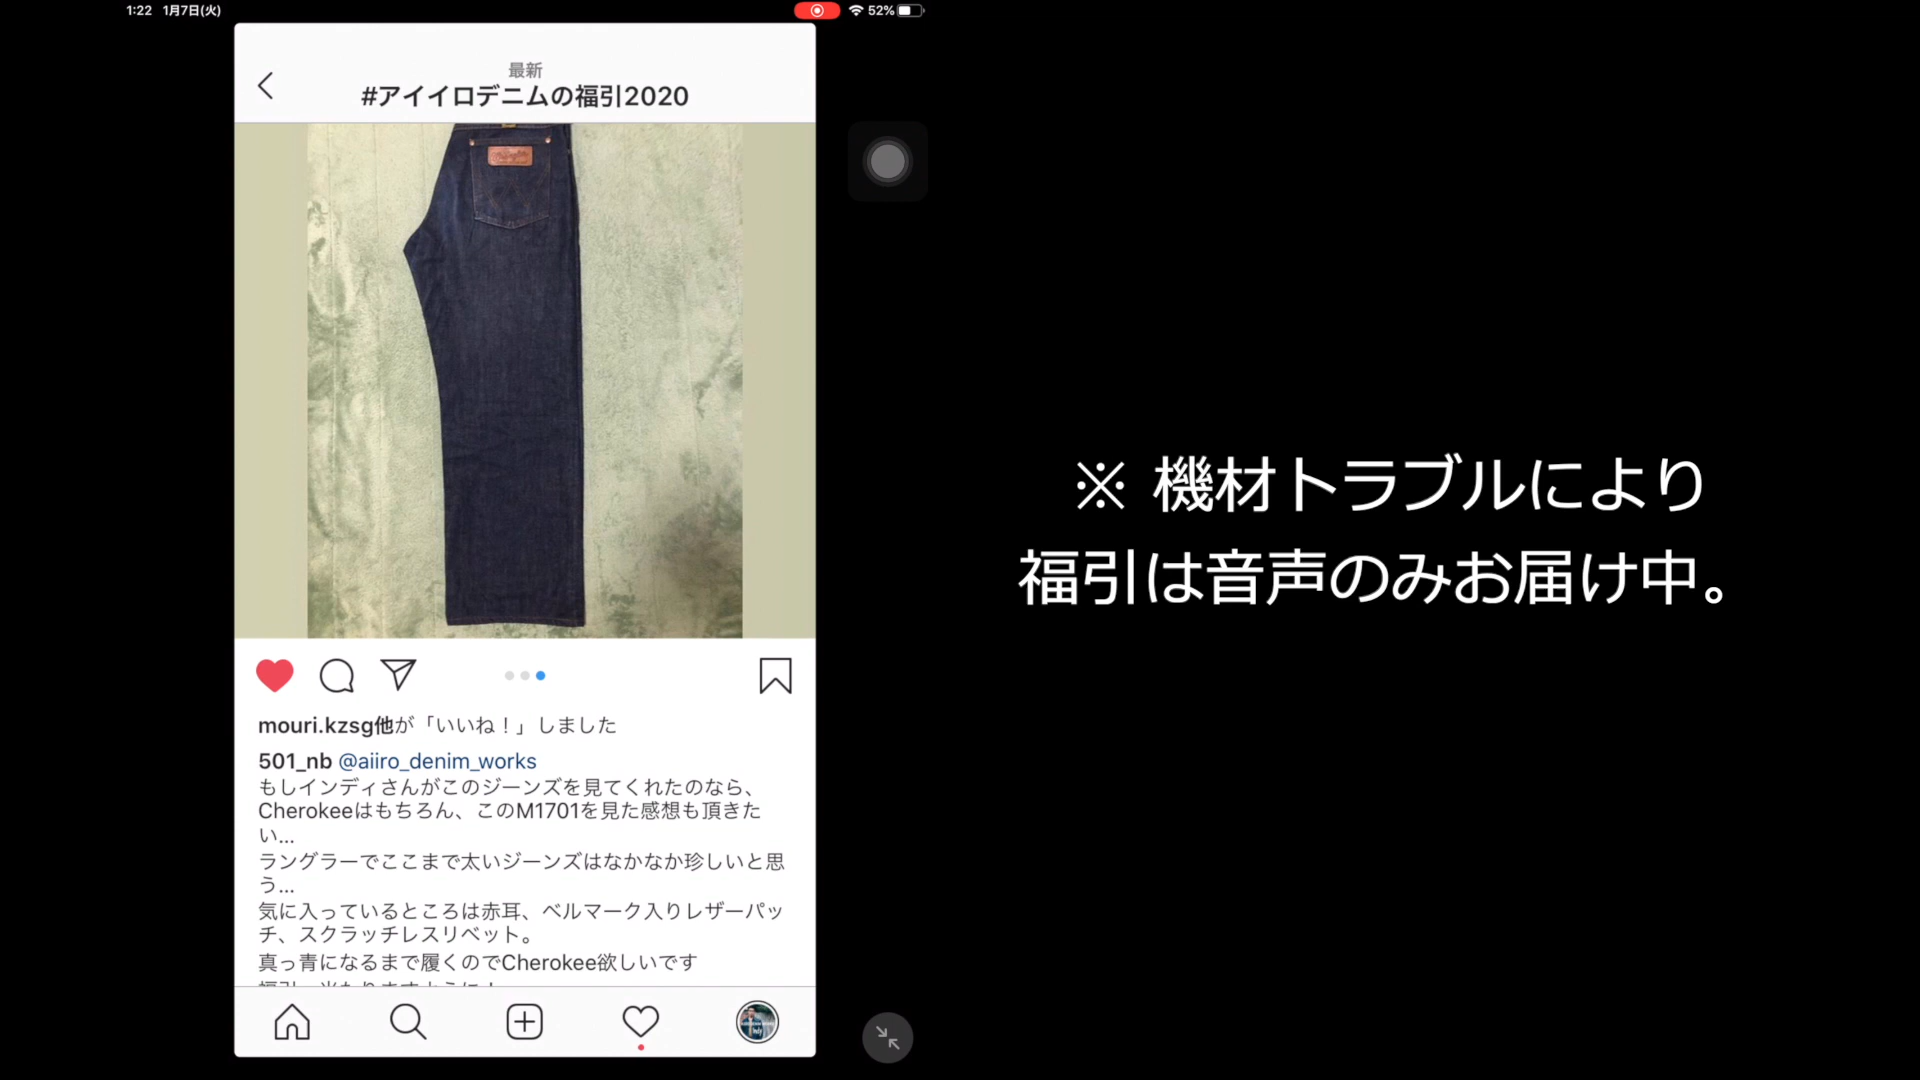 1:22 1月7日(火)
52%
最新
#アイイロデニムの福引2020
mouri.kzsg他が「いいね！」しました
501_nb @aiiro_denim_works
もしインディさんがこのジーンズを見てくれたのなら、
Cherokeeはもちろん、このM1701を見た感想も頂きた
い...
ラングラーでここまで太いジーンズはなかなか珍しいと思
う...
気に入っているところは赤耳、ベルマーク入りレザーパッ
チ、スクラッチレスリベット。
真っ青になるまで履くのでCherokee欲しいです
※ 機材トラブルにより
福引は音声のみお届け中。